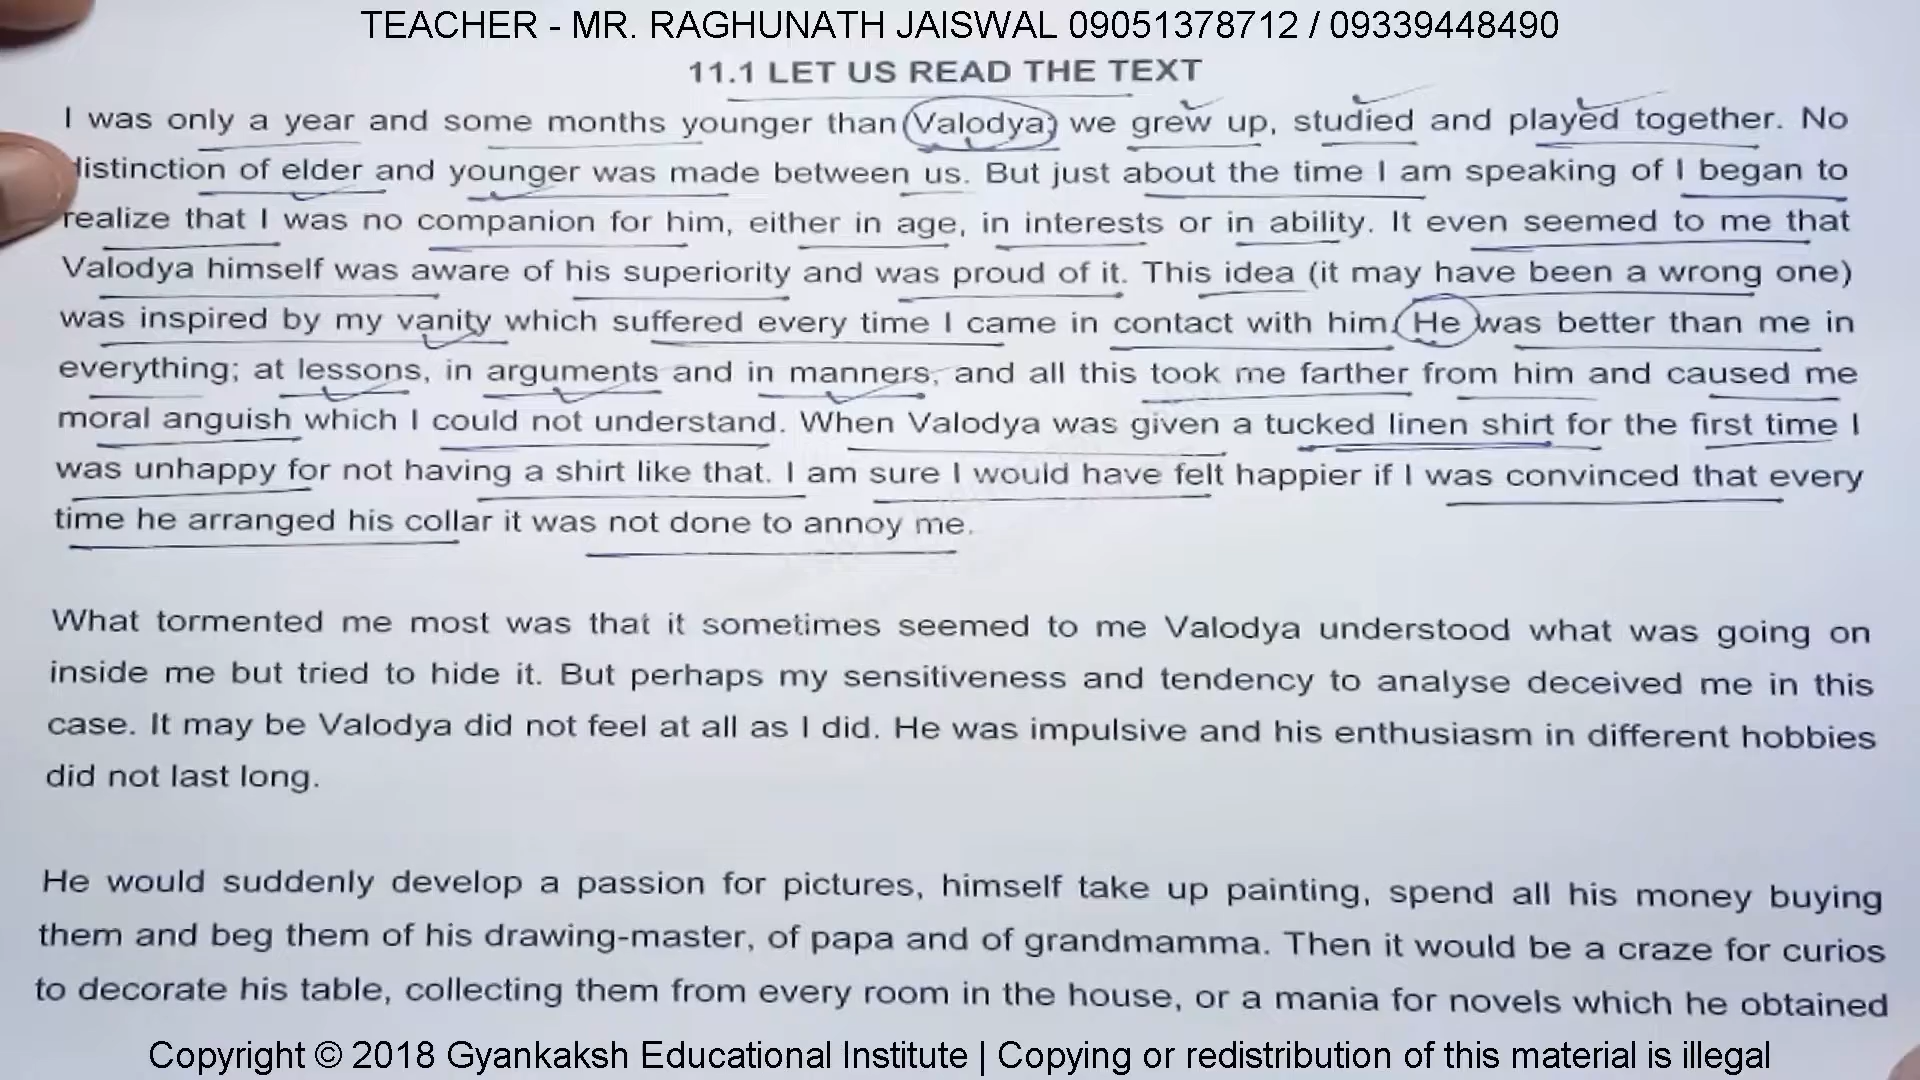 TEACHER - MR. RAGHUNATH JAISWAL 09051378712 / 09339448490
11.1 LET US READ THE TEXT
I was only a year and some months younger than Valodya; we grew up, studied and played together. No
distinction of elder and younger was made between us. But just about the time I am speaking of I began to
realize that I was no companion for him, either in age, in interests or in ability. It even seemed to me that
Valodya himself was aware of his superiority and was proud of it. This idea (it may have been a wrong one)
was inspired by my vanity which suffered every time I came in contact with him. He was better than me in
everything; at lessons, in arguments and in manners, and all this took me farther from him and caused me
moral anguish which I could not understand. When Valodya was given a tucked linen shirt for the first time I
was unhappy for not having a shirt like that. I am sure I would have felt happier if I was convinced that every
time he arranged his collar it was not done to annoy me.
What tormented me most was that it sometimes seemed to me Valodya understood what was going on
inside me but tried to hide it. But perhaps my sensitiveness and tendency to analyse deceived me in this
case. It may be Valodya did not feel at all as I did. He was impulsive and his enthusiasm in different hobbies
did not last long.
He would suddenly develop a passion for pictures, himself take up painting, spend all his money buying
them and beg them of his drawing-master, of papa and of grandmamma. Then it would be a craze for curios
to decorate his table, collecting them from every room in the house, or a mania for novels which he obtained
Copyright © 2018 Gyankaksh Educational Institute | Copying or redistribution of this material is illegal